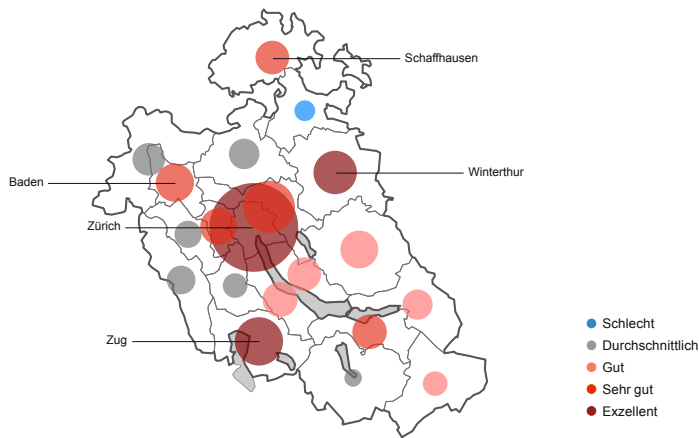 Schaffhausen
Winterthur
Baden
Zürich
Zug
Schlecht
Durchschnittlich
Gut
Sehr gut
Exzellent